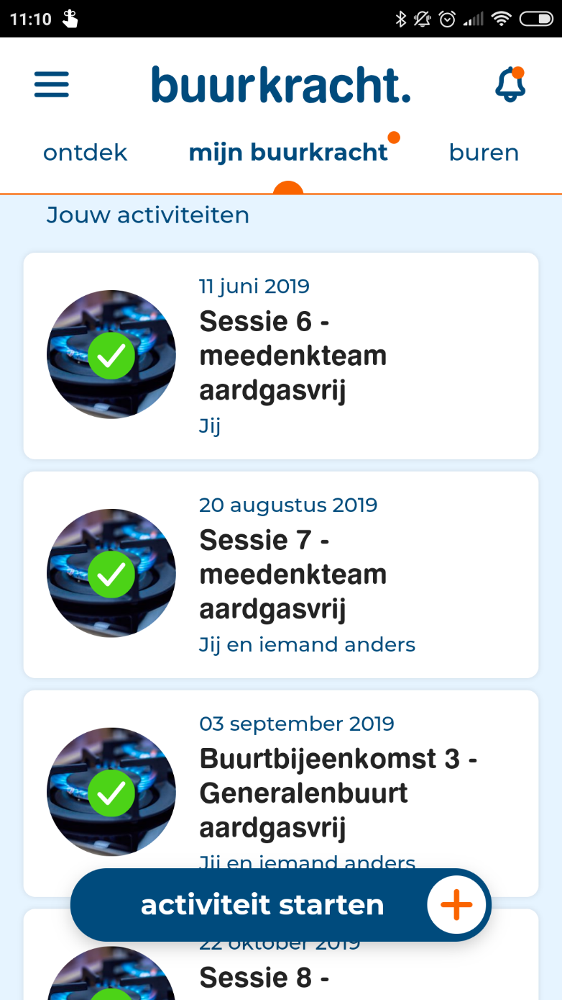 11:10
buurkracht.
ontdek mijn buurkracht buren
Jouw activiteiten
11 juni 2019
Sessie 6 -
meedenkteam
aardgasvrij
Jij
20 augustus 2019
Sessie 7 -
meedenkteam
aardgasvrij
Jij en iemand anders
03 september 2019
Buurtbijeenkomst 3 -
Generalenbuurt
aardgasvrij
Jij en iemand anders
activiteit starten
22 oktober 2019
Sessie 8 -